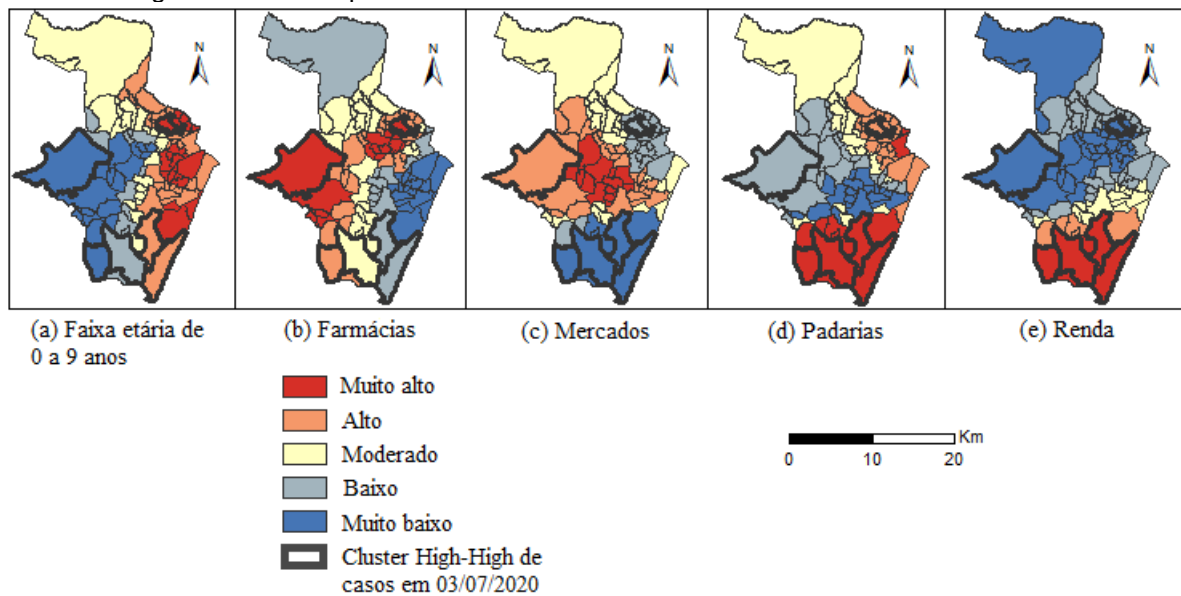 N
N
N
N
N
(a) Faixa etária de
0 a 9 anos
(b) Farmácias
(c) Mercados
(d) Padarias
(e) Renda
Muito alto
Alto
Moderado
Baixo
Muito baixo
Cluster High-High de
casos em 03/07/2020
Km
0 10 20